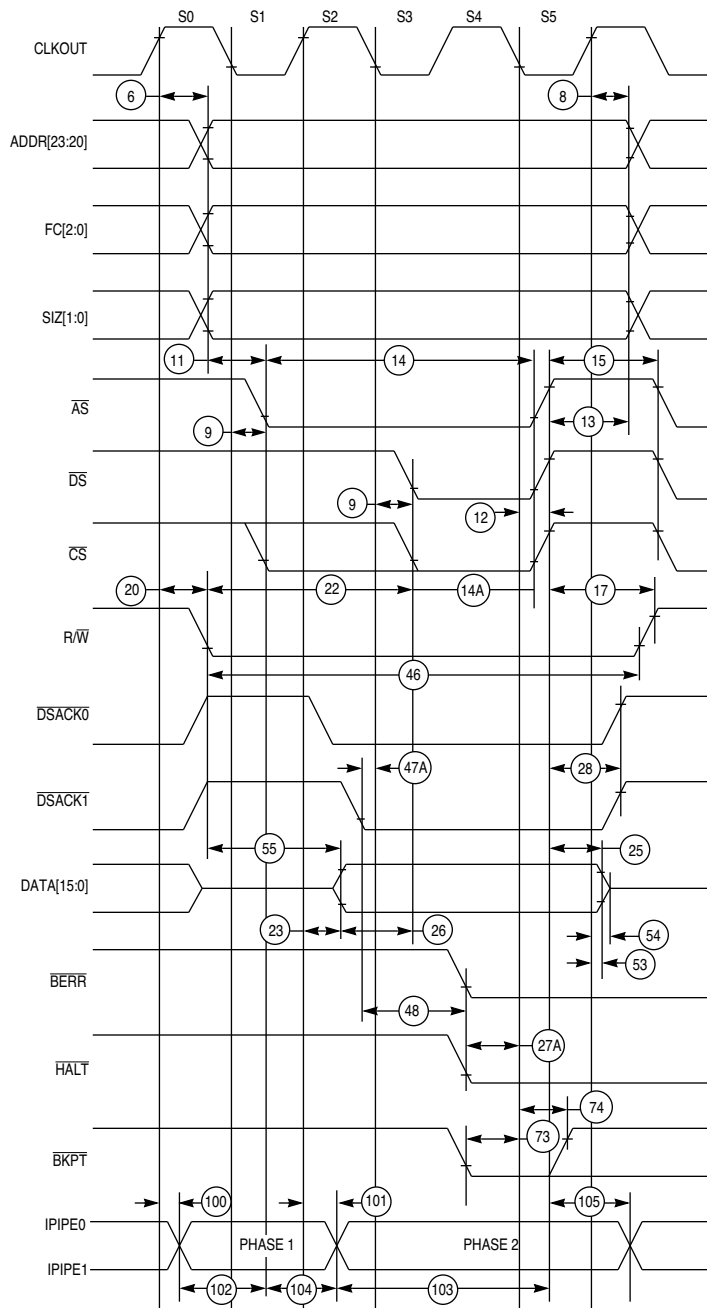 S0 S1 S2 S3 S4 S5
CLKOUT
6 8
ADDR[23:20]
FC[2:0]
SIZ[1:0]
11 14 15
AS
9 13
DS
9 12
CS
20 22 14A 17
R/W
46
DSACK0
47A 28
DSACK1
55 25
DATA[15:0]
23 26 54
53
BERR
48
27A
HALT
74
73
BKPT
100 101 105
IPIPE0
PHASE 1 PHASE 2
IPIPE1
102 104 103